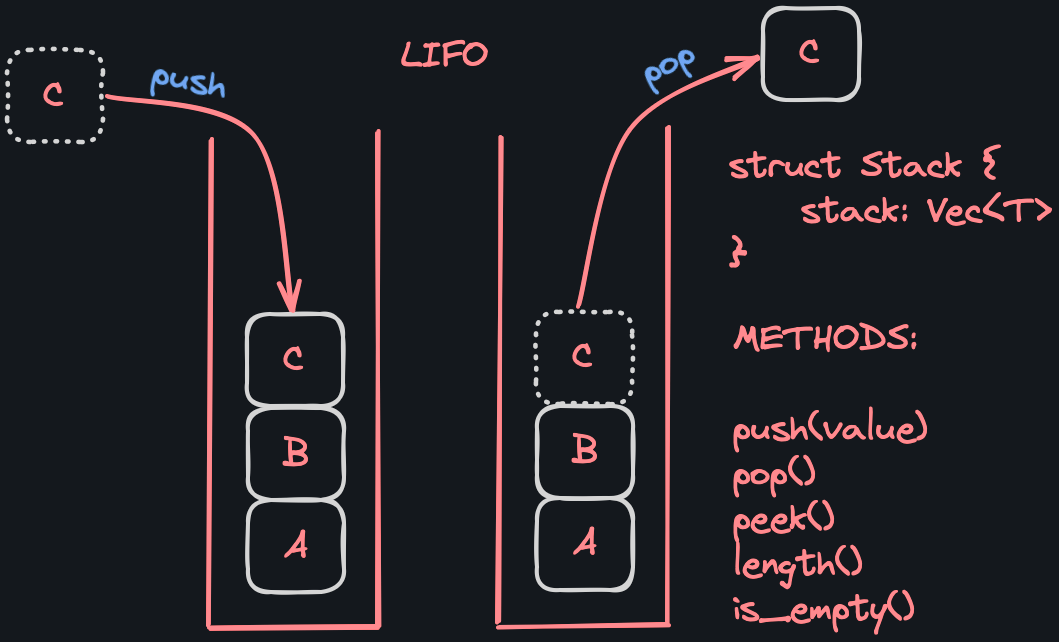 LIFO
C
push
pop
C
C
B
A
C
B
A
struct Stack {
stack: Vec<T>
}
METHODS:
push(value)
pop()
peek()
length()
is_empty()